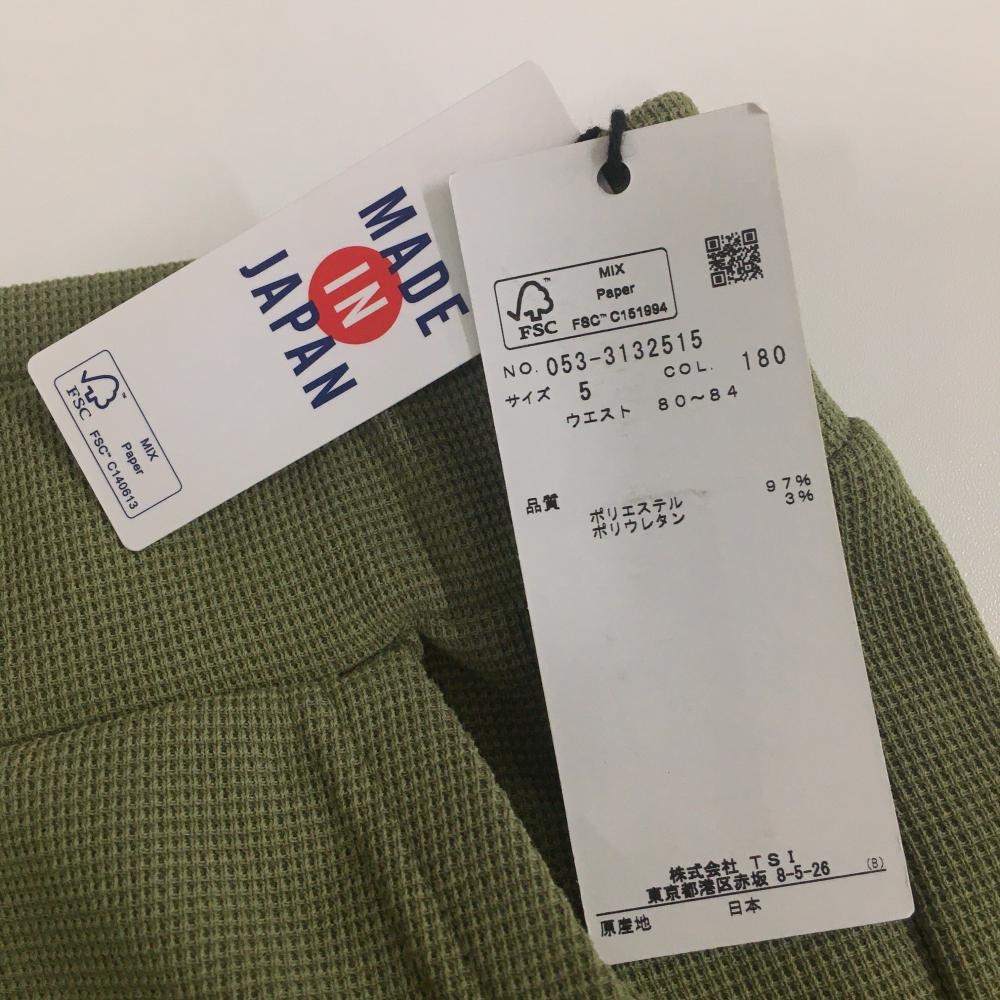 MADE
IN
JAPAN
FSC™
MIX
Paper
FSC™ C140613
FSC
MIX
Paper
FSC™ C151994
NO. 053-3132515
COL. 180
サイズ 5
ウエスト 80～84
品質
ポリエステル 97%
ポリウレタン 3%
株式会社 TSI
東京都港区赤坂 8-5-26 (B)
原産地 日本